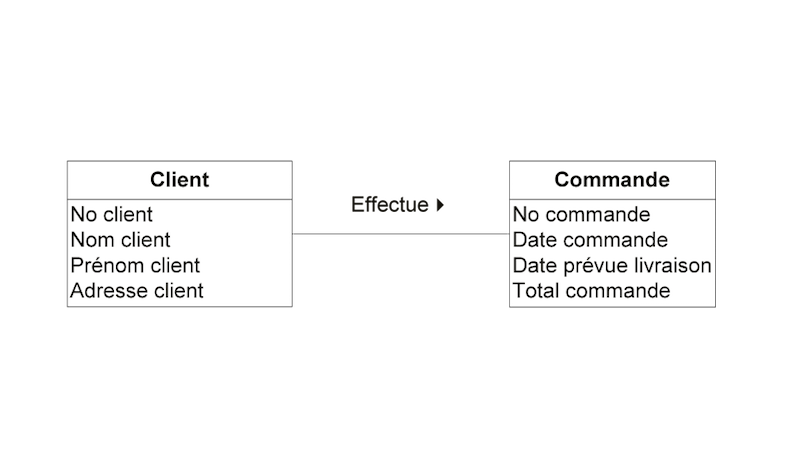 Client
No client
Nom client
Prénom client
Adresse client
Effectue
Commande
No commande
Date commande
Date prévue livraison
Total commande